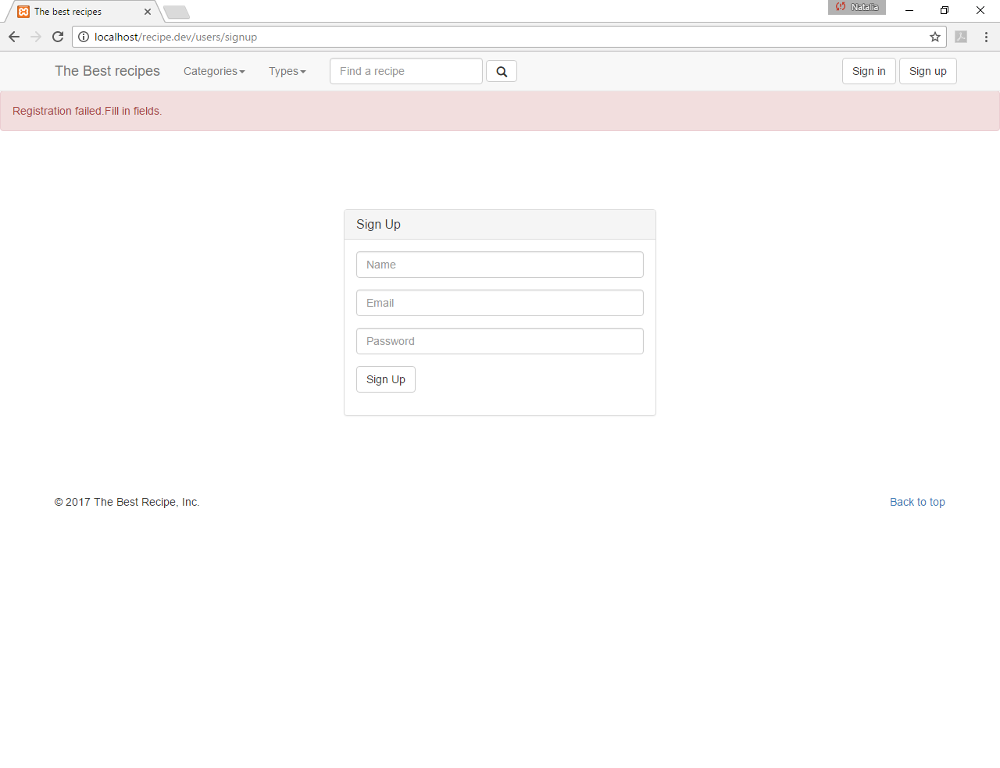 The best recipes
Natalia
localhost/recipe.dev/users/signup
The Best recipes Categories Types Find a recipe Sign in Sign up
Registration failed.Fill in fields.
Sign Up
Name
Email
Password
Sign Up
© 2017 The Best Recipe, Inc. Back to top